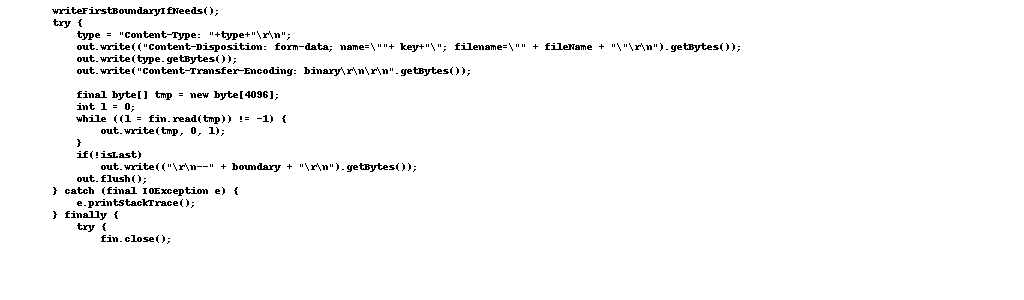 writeFirstBoundaryIfNeeds();
try {
type = "Content-Type: "+type+"\r\n";
out.write(("Content-Disposition: form-data; name=\""+ key+"\"; filename=\"" + fileName + "\"\r\n").getBytes());
out.write(type.getBytes());
out.write("Content-Transfer-Encoding: binary\r\n\r\n".getBytes());
final byte[] tmp = new byte[4096];
int l = 0;
while ((l = fin.read(tmp)) != -1) {
out.write(tmp, 0, l);
}
if(!isLast)
out.write(("\r\n--" + boundary + "\r\n").getBytes());
out.flush();
} catch (final IOException e) {
e.printStackTrace();
} finally {
try {
fin.close();